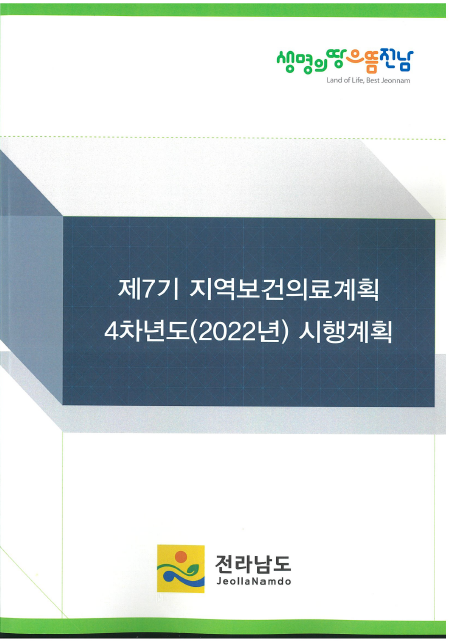 생명의땅으뜸전남
Land of Life, Best Jeonnam
제7기 지역보건의료계획
4차년도(2022년) 시행계획
전라남도
JeollaNamdo